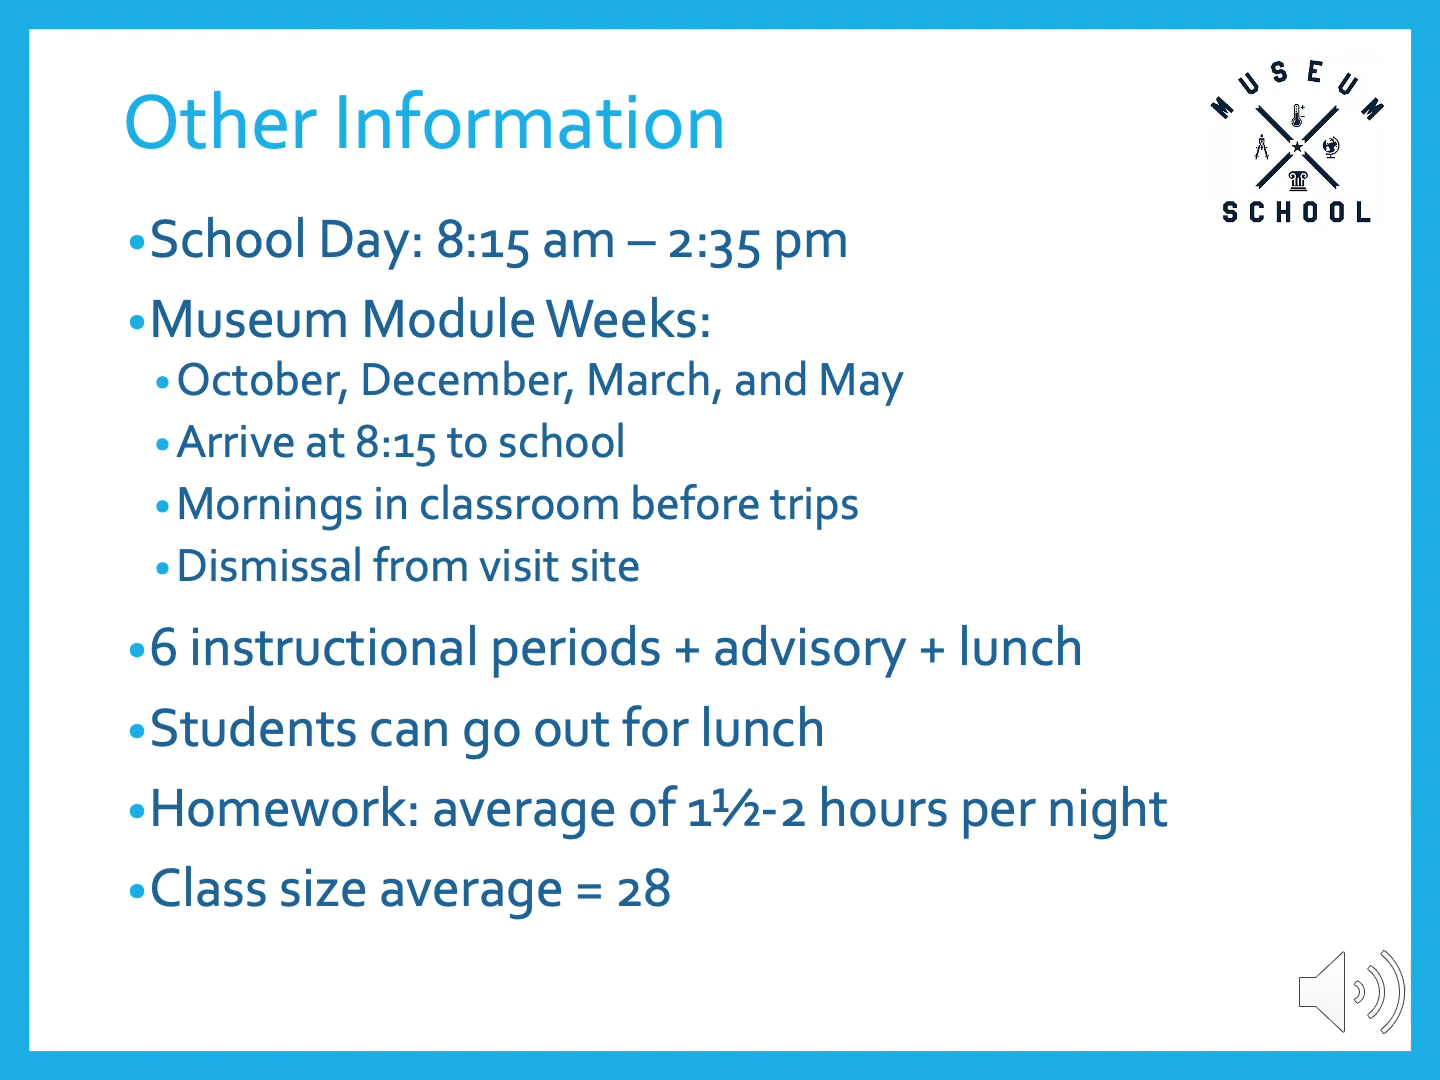 Other Information
MUSEUM
SCHOOL
•School Day: 8:15 am – 2:35 pm
•Museum Module Weeks:
•October, December, March, and May
•Arrive at 8:15 to school
•Mornings in classroom before trips
•Dismissal from visit site
•6 instructional periods + advisory + lunch
•Students can go out for lunch
•Homework: average of 1½-2 hours per night
•Class size average = 28